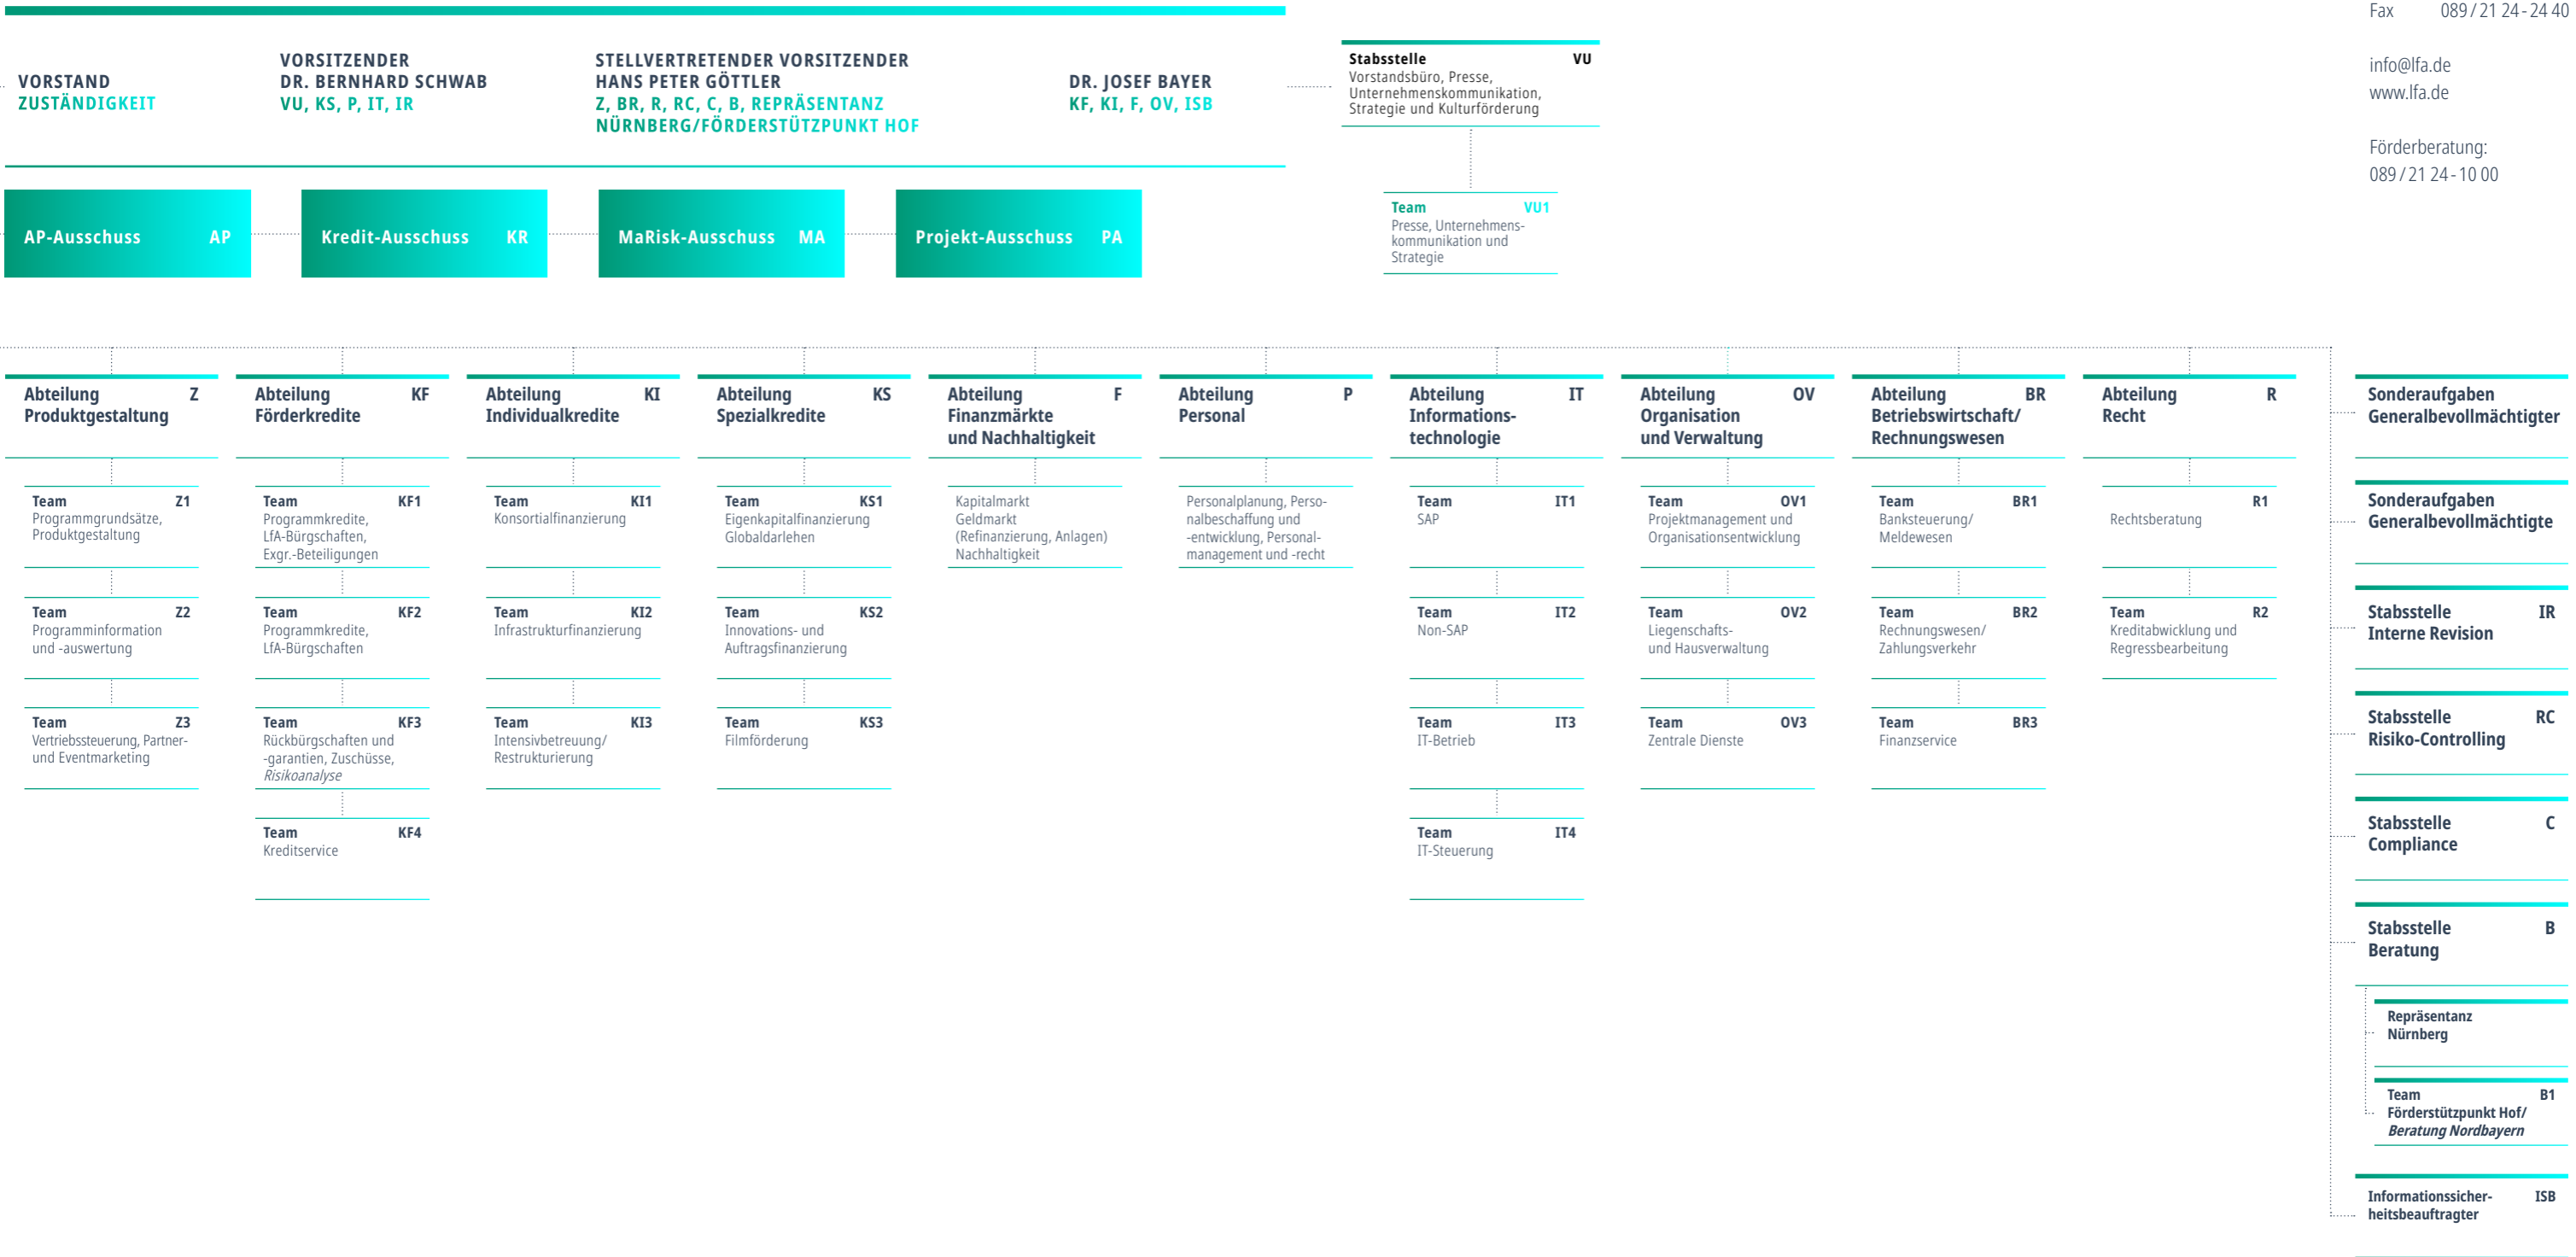 Fax 089 / 21 24 - 24 40
info@lfa.de
www.lfa.de
Förderberatung:
089 / 21 24 - 10 00
VORSTAND
ZUSTÄNDIGKEIT
VORSITZENDER
DR. BERNHARD SCHWAB
VU, KS, P, IT, IR
STELLVERTRETENDER VORSITZENDER
HANS PETER GÖTTLER
Z, BR, R, RC, C, B, REPRÄSENTANZ
NÜRNBERG/FÖRDERSTÜTZPUNKT HOF
DR. JOSEF BAYER
KF, KI, F, OV, ISB
Stabsstelle VU
Vorstandsbüro, Presse,
Unternehmenskommunikation,
Strategie und Kulturförderung
Team VU1
Presse, Unternehmens-
kommunikation und
Strategie
AP-Ausschuss AP
Kredit-Ausschuss KR
MaRisk-Ausschuss MA
Projekt-Ausschuss PA
Abteilung Z
Produktgestaltung
Team Z1
Programmgrundsätze,
Produktgestaltung
Team Z2
Programminformation
und -auswertung
Team Z3
Vertriebssteuerung, Partner-
und Eventmarketing
Abteilung KF
Förderkredite
Team KF1
Programmkredite,
LfA-Bürgschaften,
Exgr.-Beteiligungen
Team KF2
Programmkredite,
LfA-Bürgschaften
Team KF3
Rückbürgschaften und
-garantien, Zuschüsse,
Risikoanalyse
Team KF4
Kreditservice
Abteilung KI
Individualkredite
Team KI1
Konsortialfinanzierung
Team KI2
Infrastrukturfinanzierung
Team KI3
Intensivbetreuung/
Restrukturierung
Abteilung KS
Spezialkredite
Team KS1
Eigenkapitalfinanzierung
Globaldarlehen
Team KS2
Innovations- und
Auftragsfinanzierung
Team KS3
Filmförderung
Abteilung F
Finanzmärkte
und Nachhaltigkeit
Kapitalmarkt
Geldmarkt
(Refinanzierung, Anlagen)
Nachhaltigkeit
Abteilung P
Personal
Personalplanung, Perso-
nalbeschaffung und
-entwicklung, Personal-
management und -recht
Abteilung IT
Informations-
technologie
Team IT1
SAP
Team IT2
Non-SAP
Team IT3
IT-Betrieb
Team IT4
IT-Steuerung
Abteilung OV
Organisation
und Verwaltung
Team OV1
Projektmanagement und
Organisationsentwicklung
Team OV2
Liegenschafts-
und Hausverwaltung
Team OV3
Zentrale Dienste
Abteilung BR
Betriebswirtschaft/
Rechnungswesen
Team BR1
Banksteuerung/
Meldewesen
Team BR2
Rechnungswesen/
Zahlungsverkehr
Team BR3
Finanzservice
Abteilung R
Recht
R1
Rechtsberatung
Team R2
Kreditabwicklung und
Regressbearbeitung
Sonderaufgaben
Generalbevollmächtigter
Sonderaufgaben
Generalbevollmächtigte
Stabsstelle IR
Interne Revision
Stabsstelle RC
Risiko-Controlling
Stabsstelle C
Compliance
Stabsstelle B
Beratung
Repräsentanz
Nürnberg
Team B1
Förderstützpunkt Hof/
Beratung Nordbayern
Informationssicher- ISB
heitsbeauftragter